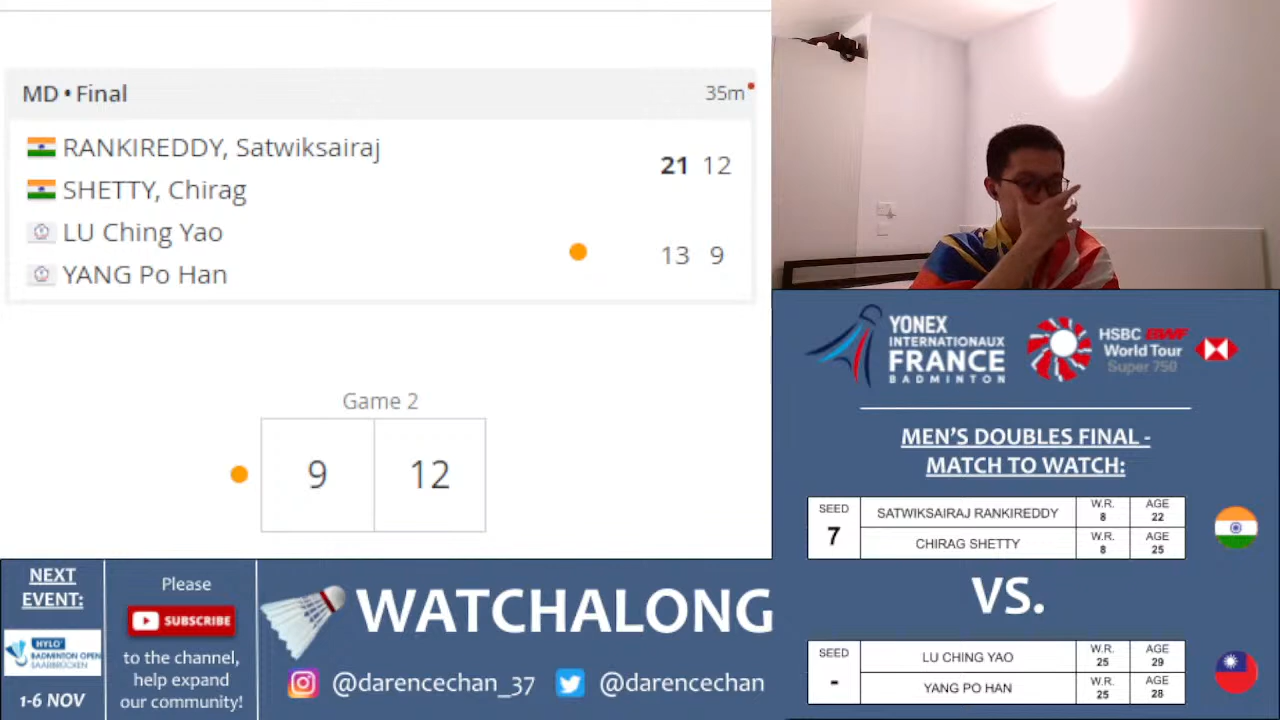 MD • Final
35m
RANKIREDDY, Satwiksairaj
SHETTY, Chirag
21 12
LU Ching Yao
YANG Po Han
13 9
Game 2
9 12
YONEX
INTERNATIONAUX
FRANCE
BADMINTON
HSBC BWF
World Tour
Super 750
MEN'S DOUBLES FINAL -
MATCH TO WATCH:
SEED
7
SATWIKSAIRAJ RANKIREDDY
W.R.
8
AGE
22
CHIRAG SHETTY
W.R.
8
AGE
25
VS.
SEED
-
LU CHING YAO
W.R.
25
AGE
29
YANG PO HAN
W.R.
25
AGE
28
NEXT
EVENT:
HYLO
BADMINTON OPEN
SAARBRÜCKEN
1-6 NOV
Please
SUBSCRIBE
to the channel,
help expand
our community!
WATCHALONG
@darencechan_37
@darencechan